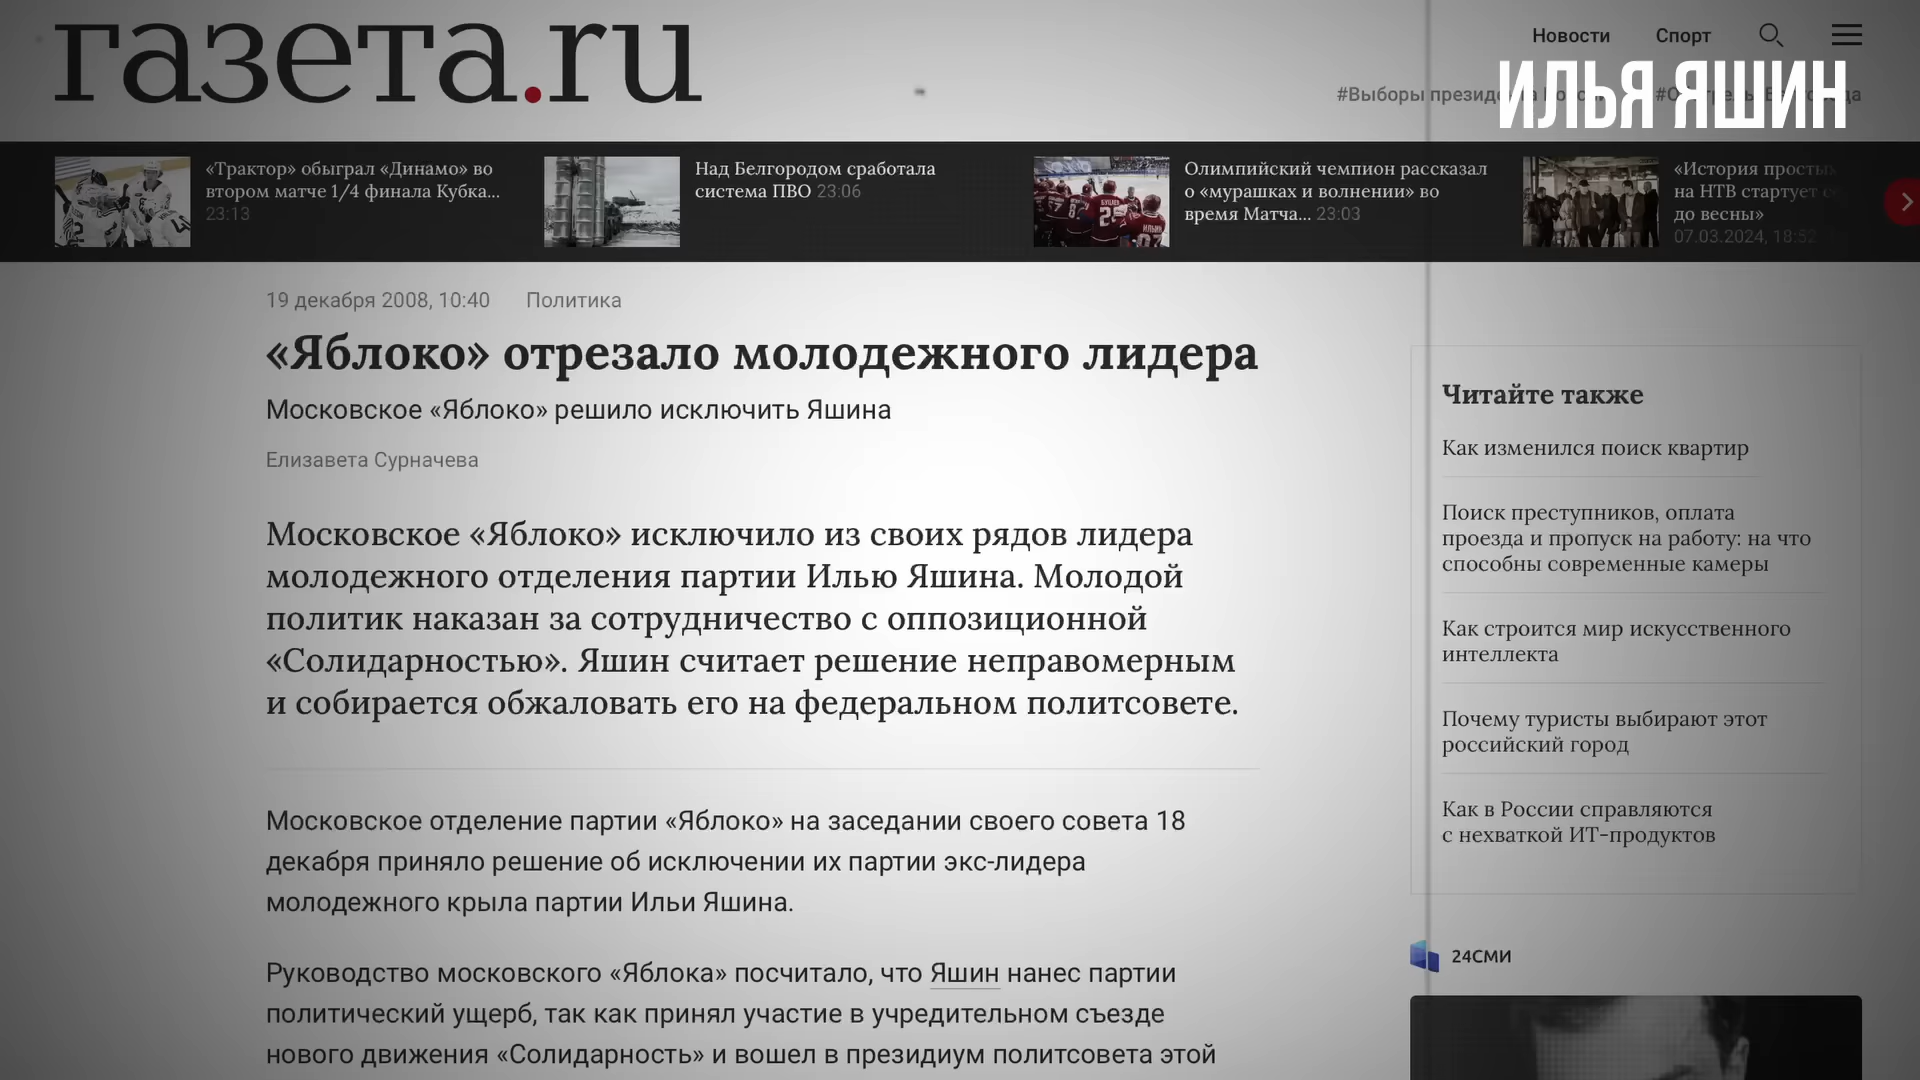 газета.ru
Новости
Спорт
#Выборы
ИЛЬЯ ЯШИН
«Трактор» обыграл «Динамо» во
втором матче 1/4 финала Кубка...
23:13
Над Белгородом сработала
система ПВО 23:06
Олимпийский чемпион рассказал
о «мурашках и волнении» во
время Матча... 23:03
«История простых
на НТВ стартует
до весны»
07.03.2024, 18:52
19 декабря 2008, 10:40
Политика
«Яблоко» отрезало молодежного лидера
Московское «Яблоко» решило исключить Яшина
Елизавета Сурначева
Московское «Яблоко» исключило из своих рядов лидера
молодежного отделения партии Илью Яшина. Молодой
политик наказан за сотрудничество с оппозиционной
«Солидарностью». Яшин считает решение неправомерным
и собирается обжаловать его на федеральном политсовете.
Московское отделение партии «Яблоко» на заседании своего совета 18
декабря приняло решение об исключении их партии экс-лидера
молодежного крыла партии Ильи Яшина.
Руководство московского «Яблока» посчитало, что Яшин нанес партии
политический ущерб, так как принял участие в учредительном съезде
нового движения «Солидарность» и вошел в президиум политсовета этой
Читайте также
Как изменился поиск квартир
Поиск преступников, оплата
проезда и пропуск на работу: на что
способны современные камеры
Как строится мир искусственного
интеллекта
Почему туристы выбирают этот
российский город
Как в России справляются
с нехваткой ИТ-продуктов
24СМИ